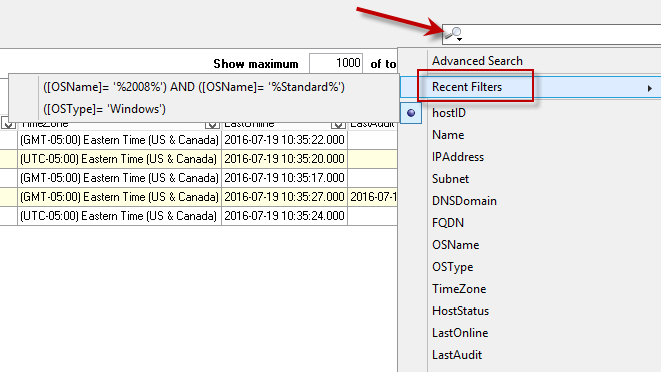 Show maximum 1000 of to
Advanced Search
Recent Filters
([OSName]= '%2008%') AND ([OSName]= '%Standard%')
([OSType]= 'Windows')
hostID
Name
IPAddress
Subnet
DNSDomain
FQDN
OSName
OSType
TimeZone
HostStatus
LastOnline
LastAudit
TimeZone LastOnline LastAudit
(GMT-05:00) Eastern Time (US & Canada) 2016-07-19 10:35:22.000
(UTC-05:00) Eastern Time (US & Canada) 2016-07-19 10:35:20.000
(GMT-05:00) Eastern Time (US & Canada) 2016-07-19 10:35:17.000
(GMT-05:00) Eastern Time (US & Canada) 2016-07-19 10:35:27.000 2016-07-1
(UTC-05:00) Eastern Time (US & Canada) 2016-07-19 10:35:24.000